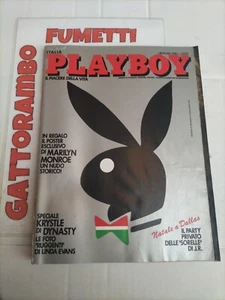 FUMETTI
GATTORAMBO
ITALIA
PLAYBOY
IL PIACERE DELLA VITA
IN REGALO
IL POSTER
ESCLUSIVO
DI MARILYN
MONROE
UN NUDO
STORICO!
SPECIALE
KRYSTLE
DI DYNASTY
LE FOTO
RUGGENTI
DI LINDA EVANS
Natale a Dallas
IL PARTY
PRIVATO
DELLE "SORELLE"
DI J.R.